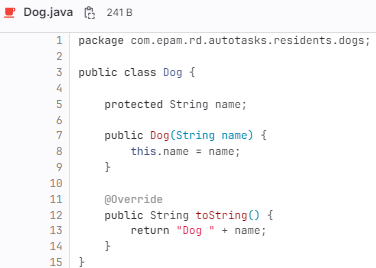 Dog.java 241 B
1 package com.epam.rd.autotasks.residents.dogs;
2
3 public class Dog {
4
5     protected String name;
6
7     public Dog(String name) {
8         this.name = name;
9     }
10
11     @Override
12     public String toString() {
13         return "Dog " + name;
14     }
15 }